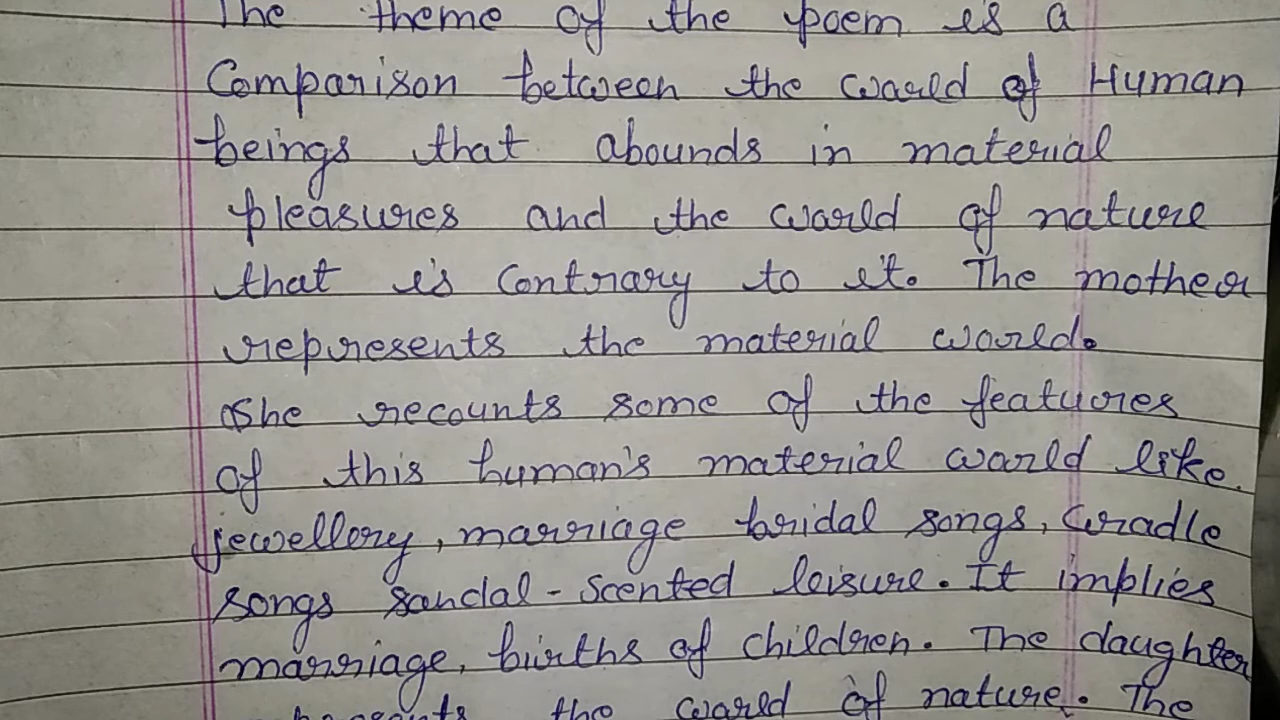 The theme of the poem is a
Comparison between the world of Human
beings that abounds in material
pleasures and the world of nature
that is Contrary to it. The mother
represents the material world.
She recounts some of the features
of this human's material world like
jewellory, marriage bridal songs, Cradle
songs sandal-scented leisure. It implies
marriage, births of children. The daughter
the world of nature. The